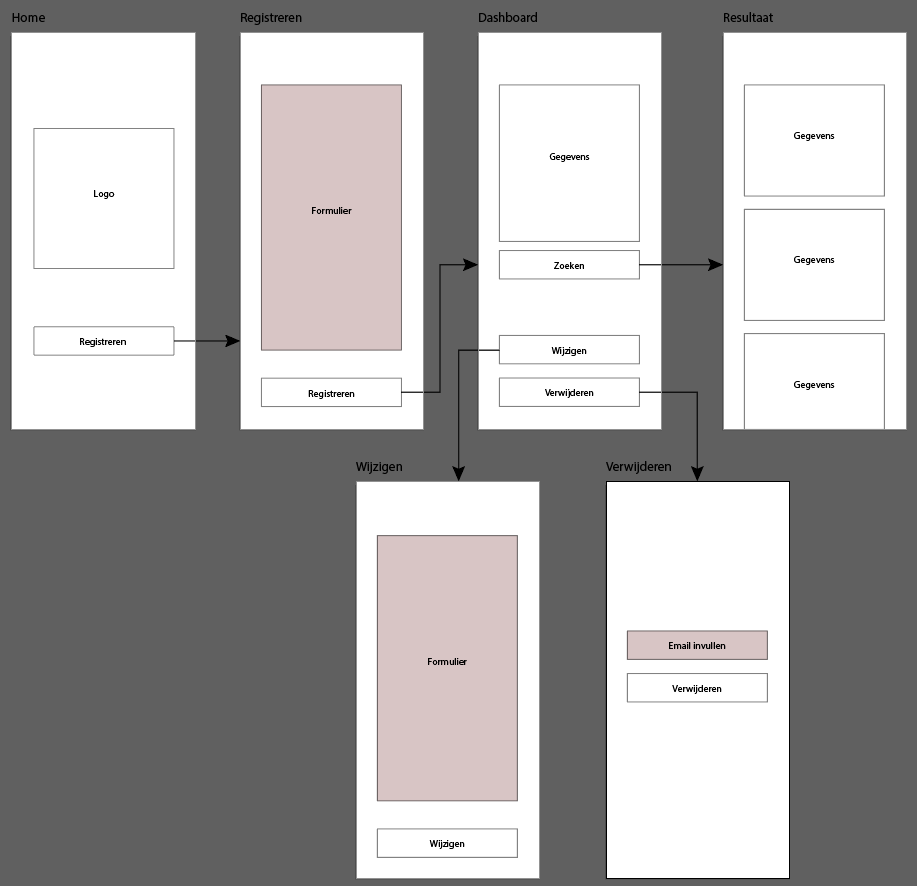 Home
Registreren
Dashboard
Resultaat
Logo
Registreren
Formulier
Registreren
Gegevens
Zoeken
Wijzigen
Verwijderen
Gegevens
Gegevens
Gegevens
Wijzigen
Verwijderen
Formulier
Wijzigen
Email invullen
Verwijderen